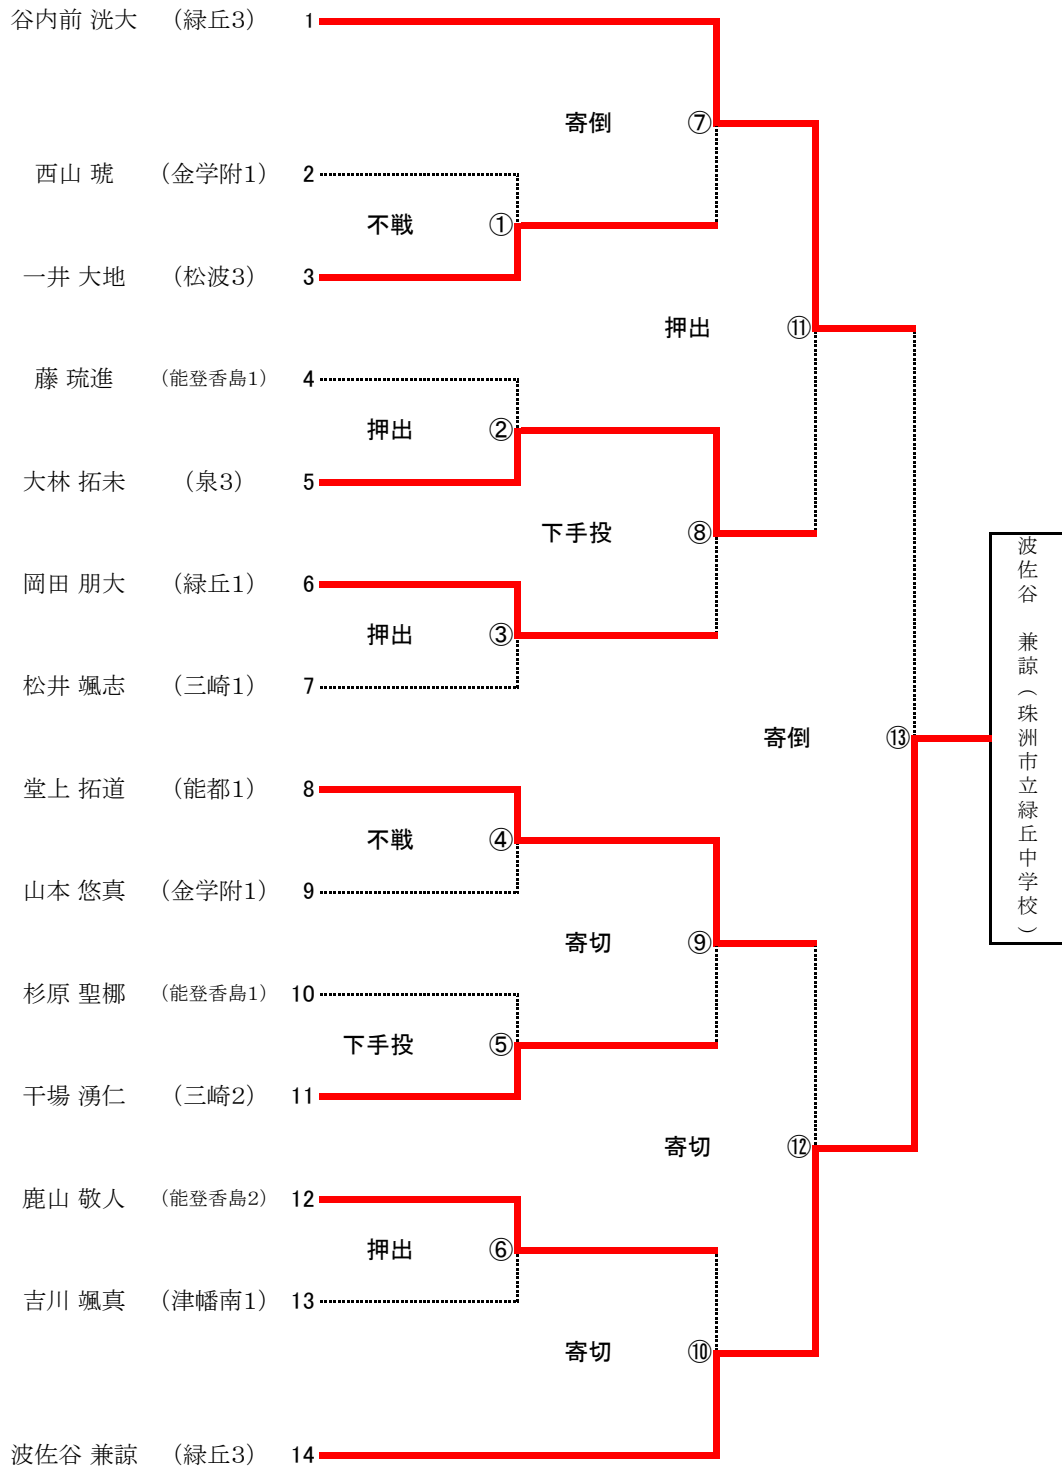 谷内前 洸大 (緑丘3) 1
寄倒 ⑦
西山 琥 (金学附1) 2
不戦 ①
一井 大地 (松波3) 3
押出 ⑪
藤 琉進 (能登香島1) 4
押出 ②
大林 拓未 (泉3) 5
下手投 ⑧
岡田 朋大 (緑丘1) 6
押出 ③
松井 颯志 (三崎1) 7
寄倒 ⑬
波佐谷 兼諒(珠洲市立緑丘中学校)
堂上 拓道 (能都1) 8
不戦 ④
山本 悠真 (金学附1) 9
寄切 ⑨
杉原 聖梛 (能登香島1) 10
下手投 ⑤
干場 湧仁 (三崎2) 11
寄切 ⑫
鹿山 敬人 (能登香島2) 12
押出 ⑥
吉川 颯真 (津幡南1) 13
寄切 ⑩
波佐谷 兼諒 (緑丘3) 14